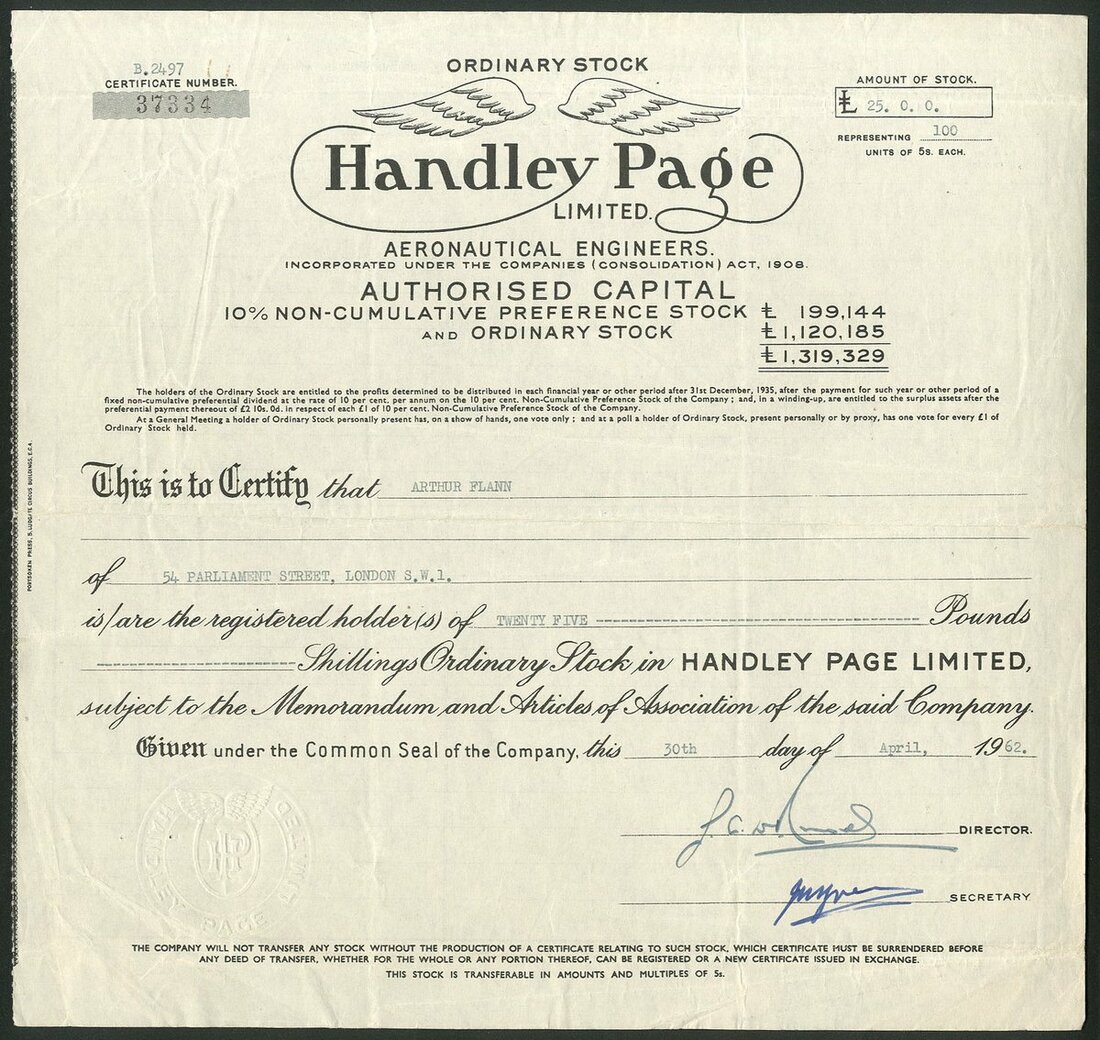 ORDINARY STOCK
B.2497
CERTIFICATE NUMBER.
37334
AMOUNT OF STOCK.
£ 25. 0. 0.
REPRESENTING 100
UNITS OF 5S. EACH.
Handley Page
LIMITED.
AERONAUTICAL ENGINEERS.
INCORPORATED UNDER THE COMPANIES (CONSOLIDATION) ACT, 1908.
AUTHORISED CAPITAL
10% NON-CUMULATIVE PREFERENCE STOCK £ 199,144
AND ORDINARY STOCK £1,120,185
£1,319,329
The holders of the Ordinary Stock are entitled to the profits determined to be distributed in each financial year or other period after 31st December, 1935, after the payment for such year or other period of a
fixed non-cumulative preferential dividend at the rate of 10 per cent. per annum on the 10 per cent. Non-Cumulative Preference Stock of the Company ; and, in a winding-up, are entitled to the surplus assets after the
preferential payment thereout of £2 10s. 0d. in respect of each £1 of 10 per cent. Non-Cumulative Preference Stock of the Company.
At a General Meeting a holder of Ordinary Stock personally present has, on a show of hands, one vote only ; and at a poll a holder of Ordinary Stock, present personally or by proxy, has one vote for every £1 of
Ordinary Stock held.
This is to Certify that ARTHUR FLANN
of 54 PARLIAMENT STREET, LONDON S.W.1.
is/are the registered holder(s) of TWENTY FIVE Pounds
Shillings Ordinary Stock in HANDLEY PAGE LIMITED,
subject to the Memorandum and Articles of Association of the said Company.
Given under the Common Seal of the Company, this 30th day of April, 1962.
DIRECTOR.
SECRETARY
HANDLEY PAGE LIMITED
HP
THE COMPANY WILL NOT TRANSFER ANY STOCK WITHOUT THE PRODUCTION OF A CERTIFICATE RELATING TO SUCH STOCK, WHICH CERTIFICATE MUST BE SURRENDERED BEFORE
ANY DEED OF TRANSFER, WHETHER FOR THE WHOLE OR ANY PORTION THEREOF, CAN BE REGISTERED OR A NEW CERTIFICATE ISSUED IN EXCHANGE.
THIS STOCK IS TRANSFERABLE IN AMOUNTS AND MULTIPLES OF 5s.
PORTSOKEN PRESS, 5, LUDGATE CIRCUS BUILDINGS, E.C.4.